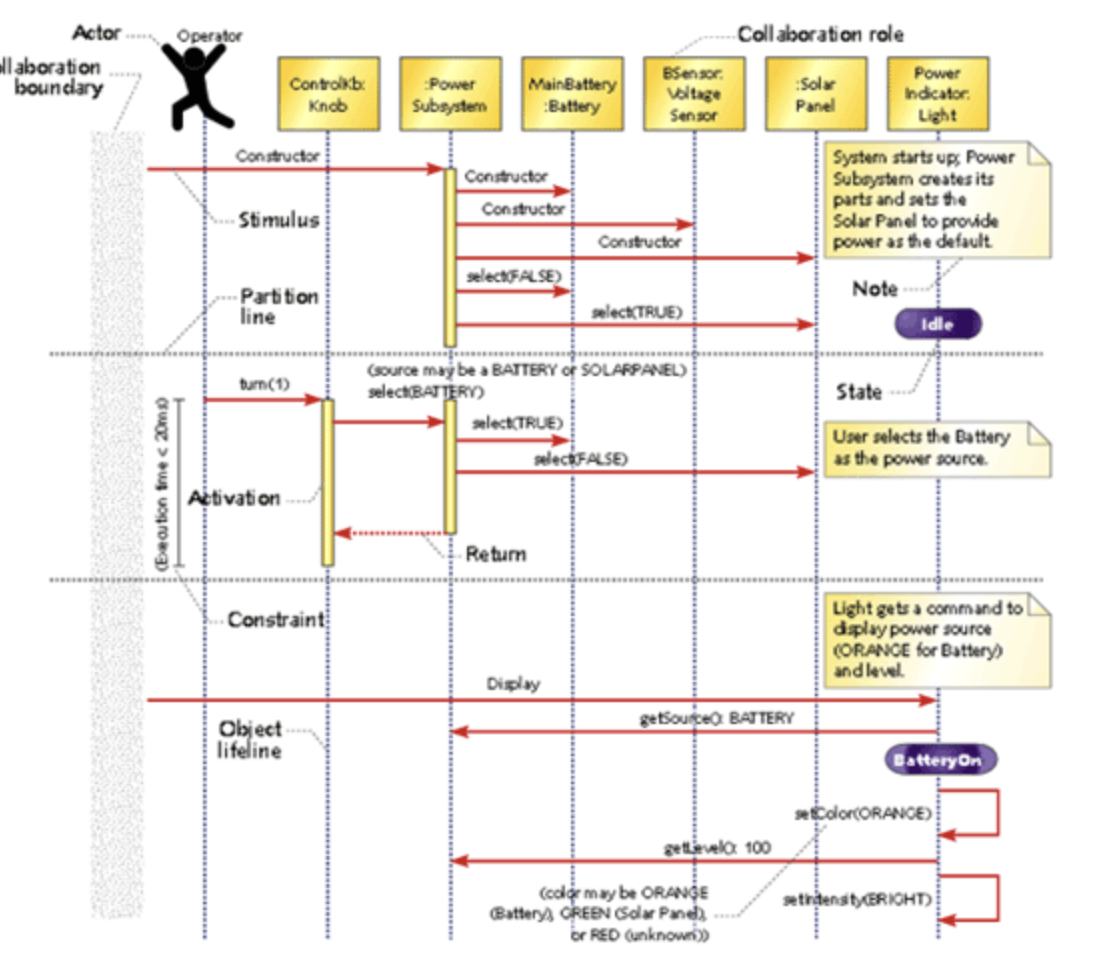 Actor
Operator
Collaboration role
llaboration
boundary
ControlKb:
Knob
:Power
Subsystem
MainBattery
:Battery
BSensor:
Voltage
Sensor
:Solar
Panel
Power
Indicator:
Light
Constructor
Stimulus
Constructor
Constructor
Constructor
select(FALSE)
select(TRUE)
System starts up; Power
Subsystem creates its
parts and sets the
Solar Panel to provide
power as the default.
Note
Idle
Partition
line
State
(source may be a BATTERY or SOLARPANEL)
select(BATTERY)
turn(1)
select(TRUE)
select(FALSE)
User selects the Battery
as the power source.
(Execution time < 20ms)
Activation
Return
Constraint
Light gets a command to
display power source
(ORANGE for Battery)
and level.
Display
getSource(): BATTERY
Object
lifeline
BatteryOn
setColor(ORANGE)
getLevel(): 100
(color may be ORANGE
(Battery), GREEN (Solar Panel),
or RED (unknown))
setIntensity(BRIGHT)